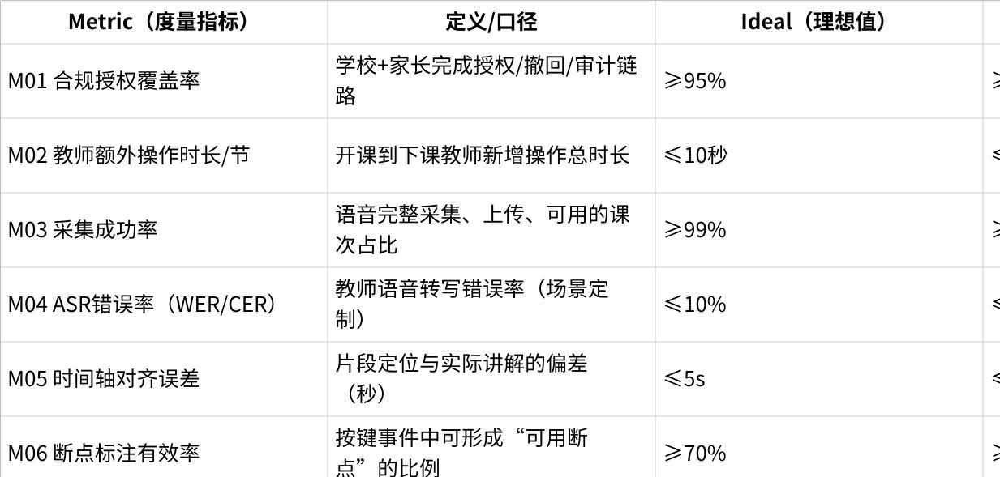 Metric（度量指标） 定义/口径 Ideal（理想值）
M01 合规授权覆盖率 学校+家长完成授权/撤回/审计链 ≥95% ≥
路
M02 教师额外操作时长/节 开课到下课教师新增操作总时长 ≤10秒 ≤
M03 采集成功率 语音完整采集、上传、可用的课 ≥99% ≥
次占比
M04 ASR错误率（WER/CER） 教师语音转写错误率（场景定 ≤10% ≤
制）
M05 时间轴对齐误差 片段定位与实际讲解的偏差 ≤5s ≤
（秒）
M06 断点标注有效率 按键事件中可形成“可用断 ≥70% ≥
点”的比例